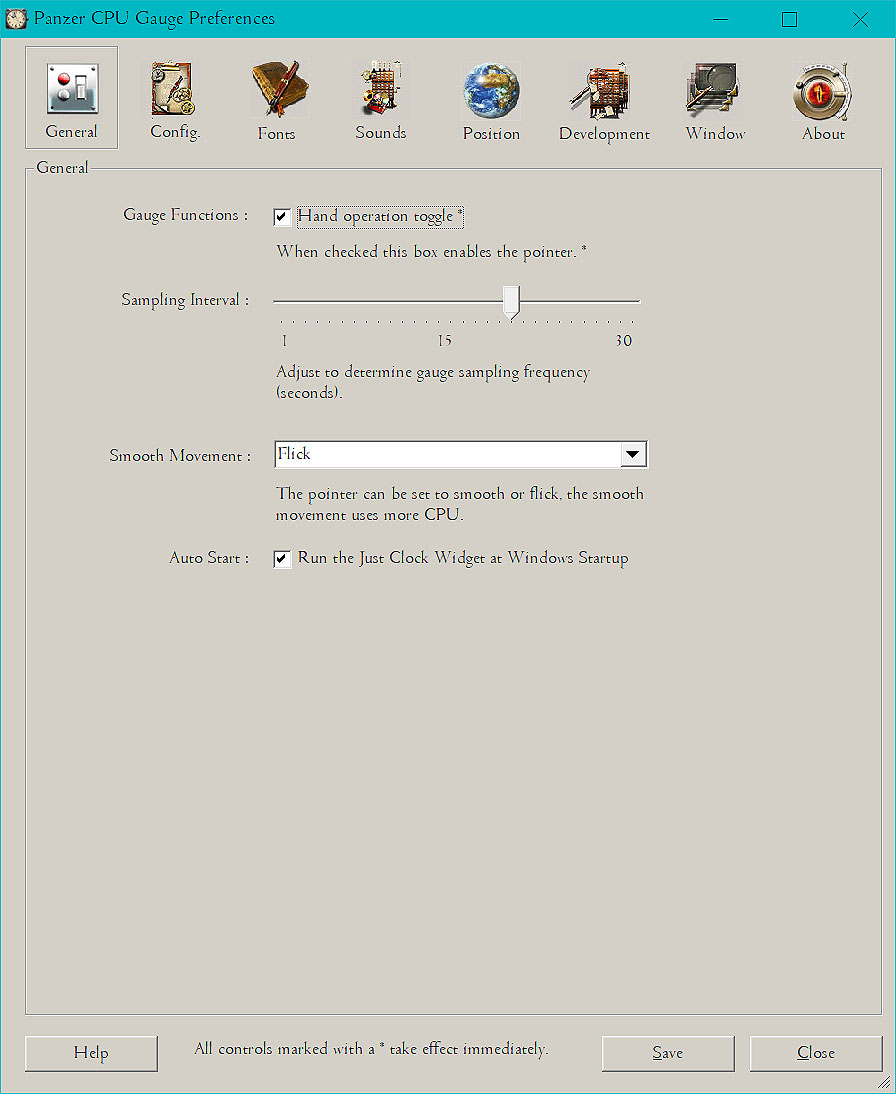 Panzer CPU Gauge Preferences
General Config. Fonts Sounds Position Development Window About
General
Gauge Functions : Hand operation toggle *
When checked this box enables the pointer. *
Sampling Interval :
1 15 30
Adjust to determine gauge sampling frequency
(seconds).
Smooth Movement : Flick
The pointer can be set to smooth or flick, the smooth
movement uses more CPU.
Auto Start : Run the Just Clock Widget at Windows Startup
Help All controls marked with a * take effect immediately. Save Close